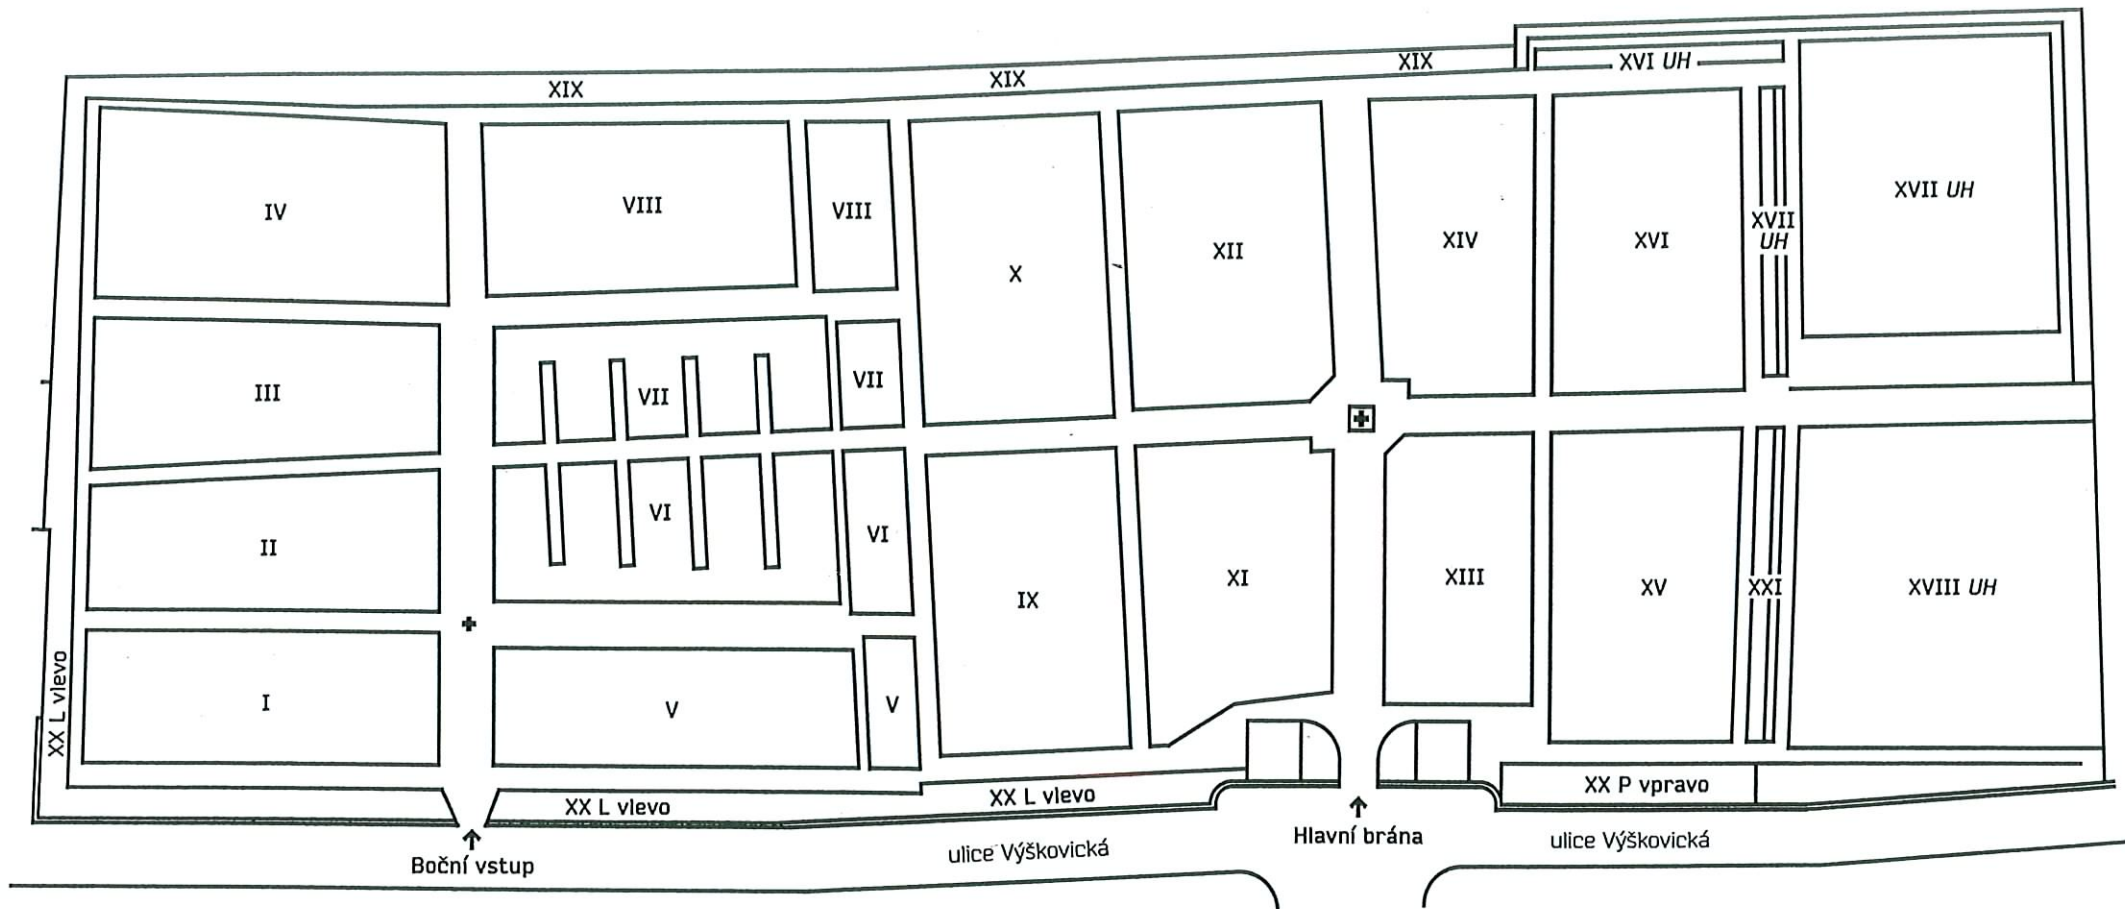 XIX
XIX
XIX
XVI UH
IV
VIII
VIII
X
XII
XIV
XVI
XVII
UH
XVII UH
III
VII
VII
II
VI
VI
IX
XI
XIII
XV
XXI
XVIII UH
I
V
V
XX L vlevo
XX L vlevo
XX L vlevo
XX P vpravo
Boční vstup
ulice Výškovická
Hlavní brána
ulice Výškovická